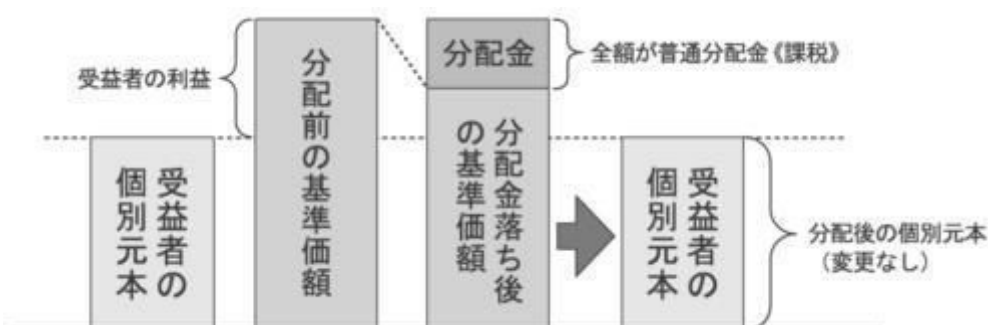 受益者の利益
受益者の
個別元本
分配前の基準価額
分配金
全額が普通分配金《課税》
分配金落ち後
の基準価額
受益者の
個別元本
分配後の個別元本
（変更なし）